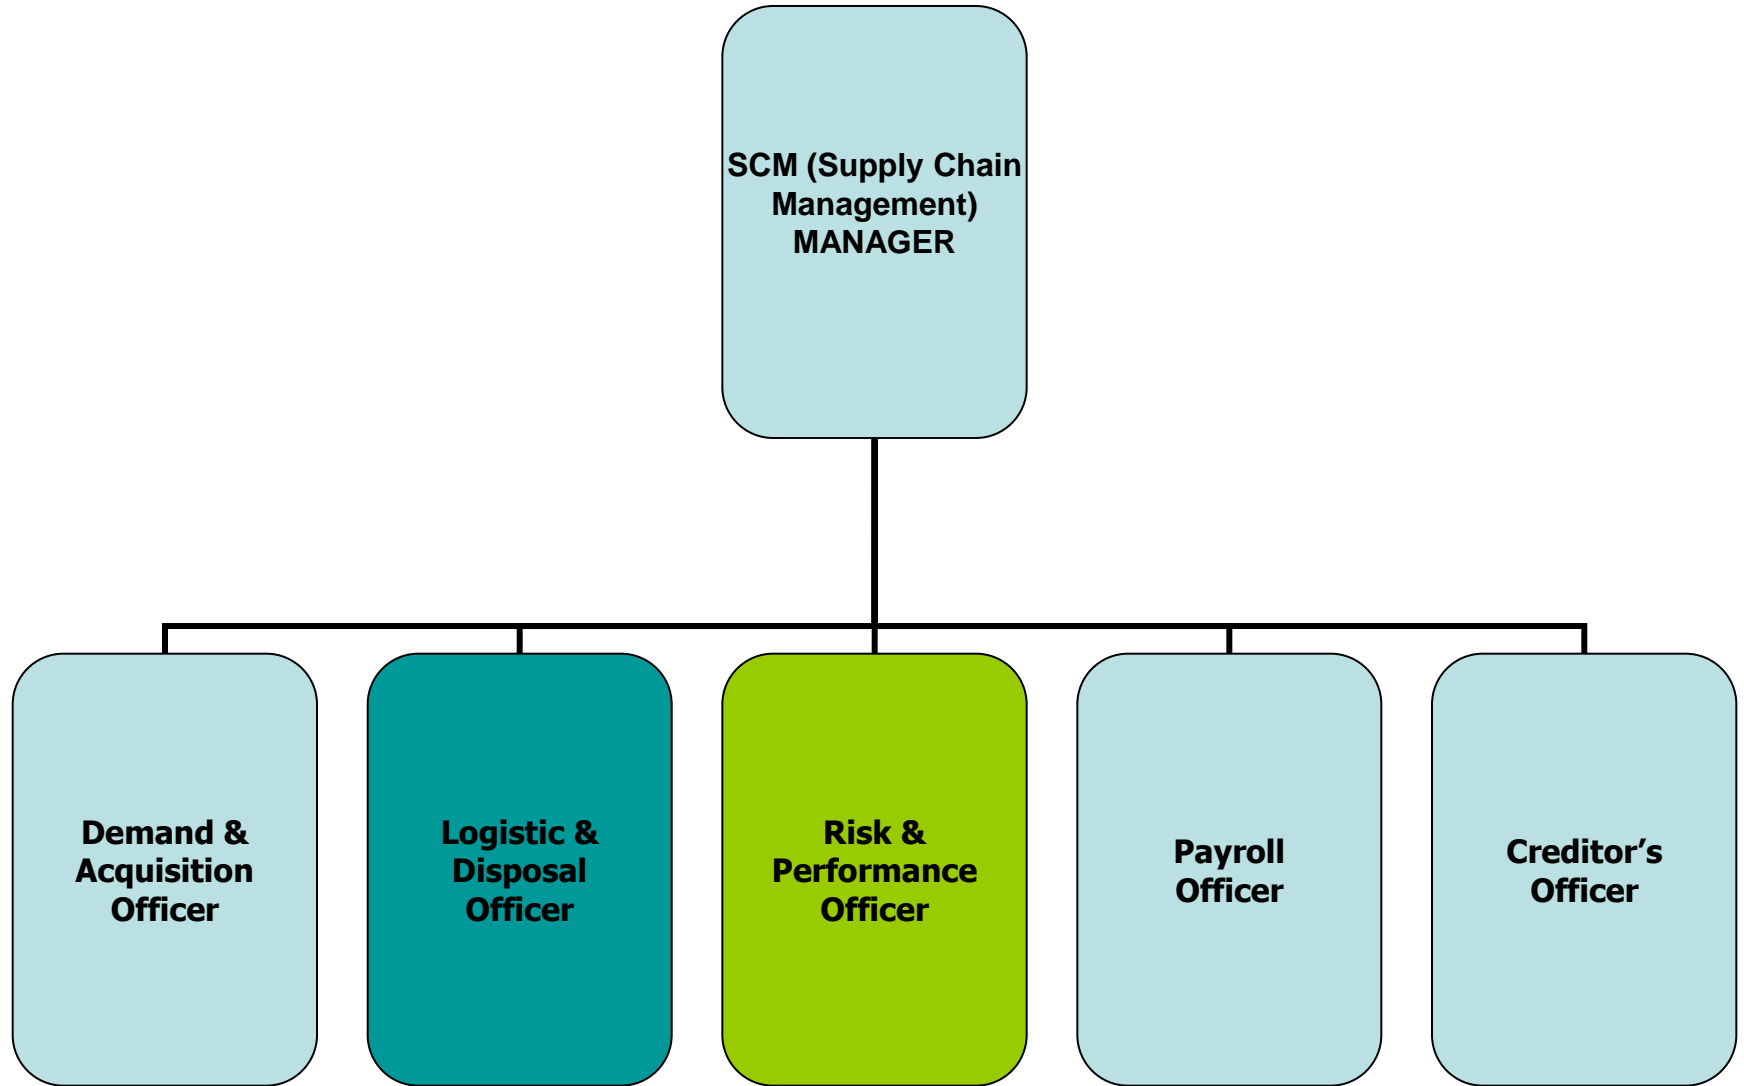 SCM (Supply Chain
Management)
MANAGER
Demand &
Acquisition
Officer
Logistic &
Disposal
Officer
Risk &
Performance
Officer
Payroll
Officer
Creditor’s
Officer